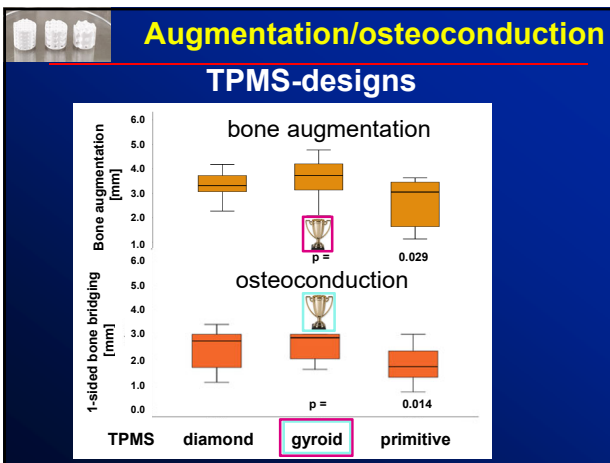 Augmentation/osteoconduction
TPMS-designs
bone augmentation
Bone augmentation
[mm]
6.0
5.0
4.0
3.0
2.0
1.0
p = 0.029
osteoconduction
1-sided bone bridging
[mm]
6.0
5.0
4.0
3.0
2.0
1.0
0.0
p = 0.014
TPMS diamond gyroid primitive